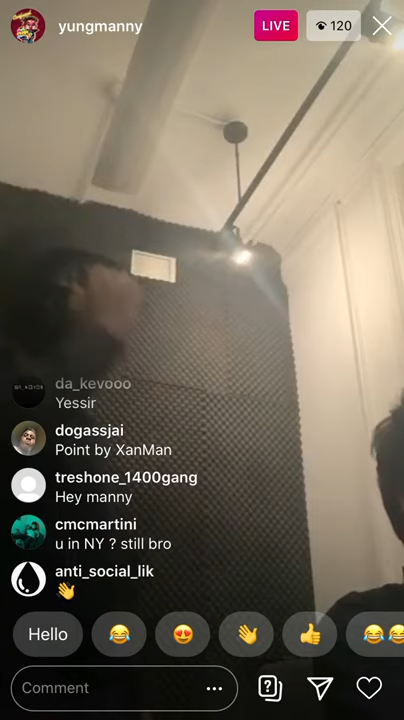 yungmanny
LIVE
120
da_kevooo
Yessir
dogassjai
Point by XanMan
treshone_1400gang
Hey manny
cmcmartini
u in NY ? still bro
anti_social_lik
Hello
Comment